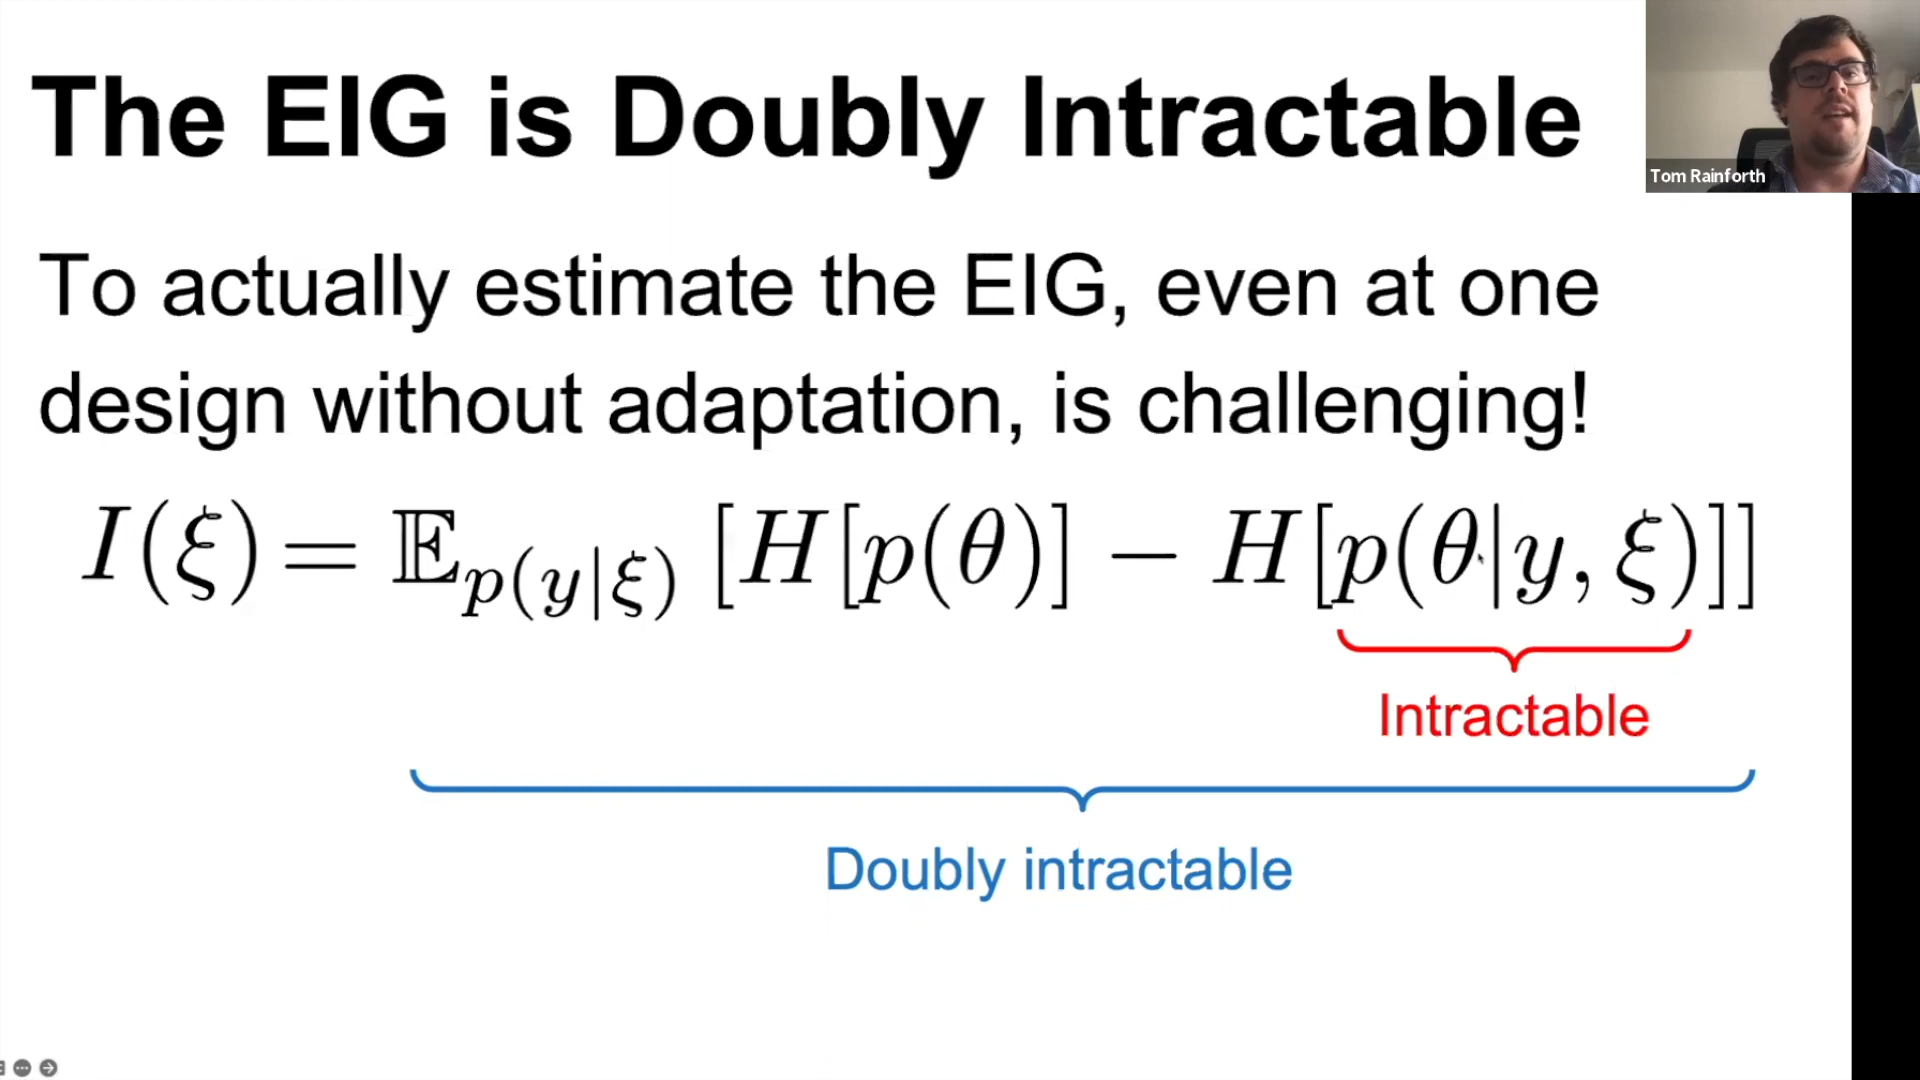 The EIG is Doubly Intractable
Tom Rainforth
To actually estimate the EIG, even at one
design without adaptation, is challenging!
I(ξ) = 𝔼_{p(y|ξ)} [H[p(θ)] − H[p(θ|y, ξ)]]
Intractable
Doubly intractable